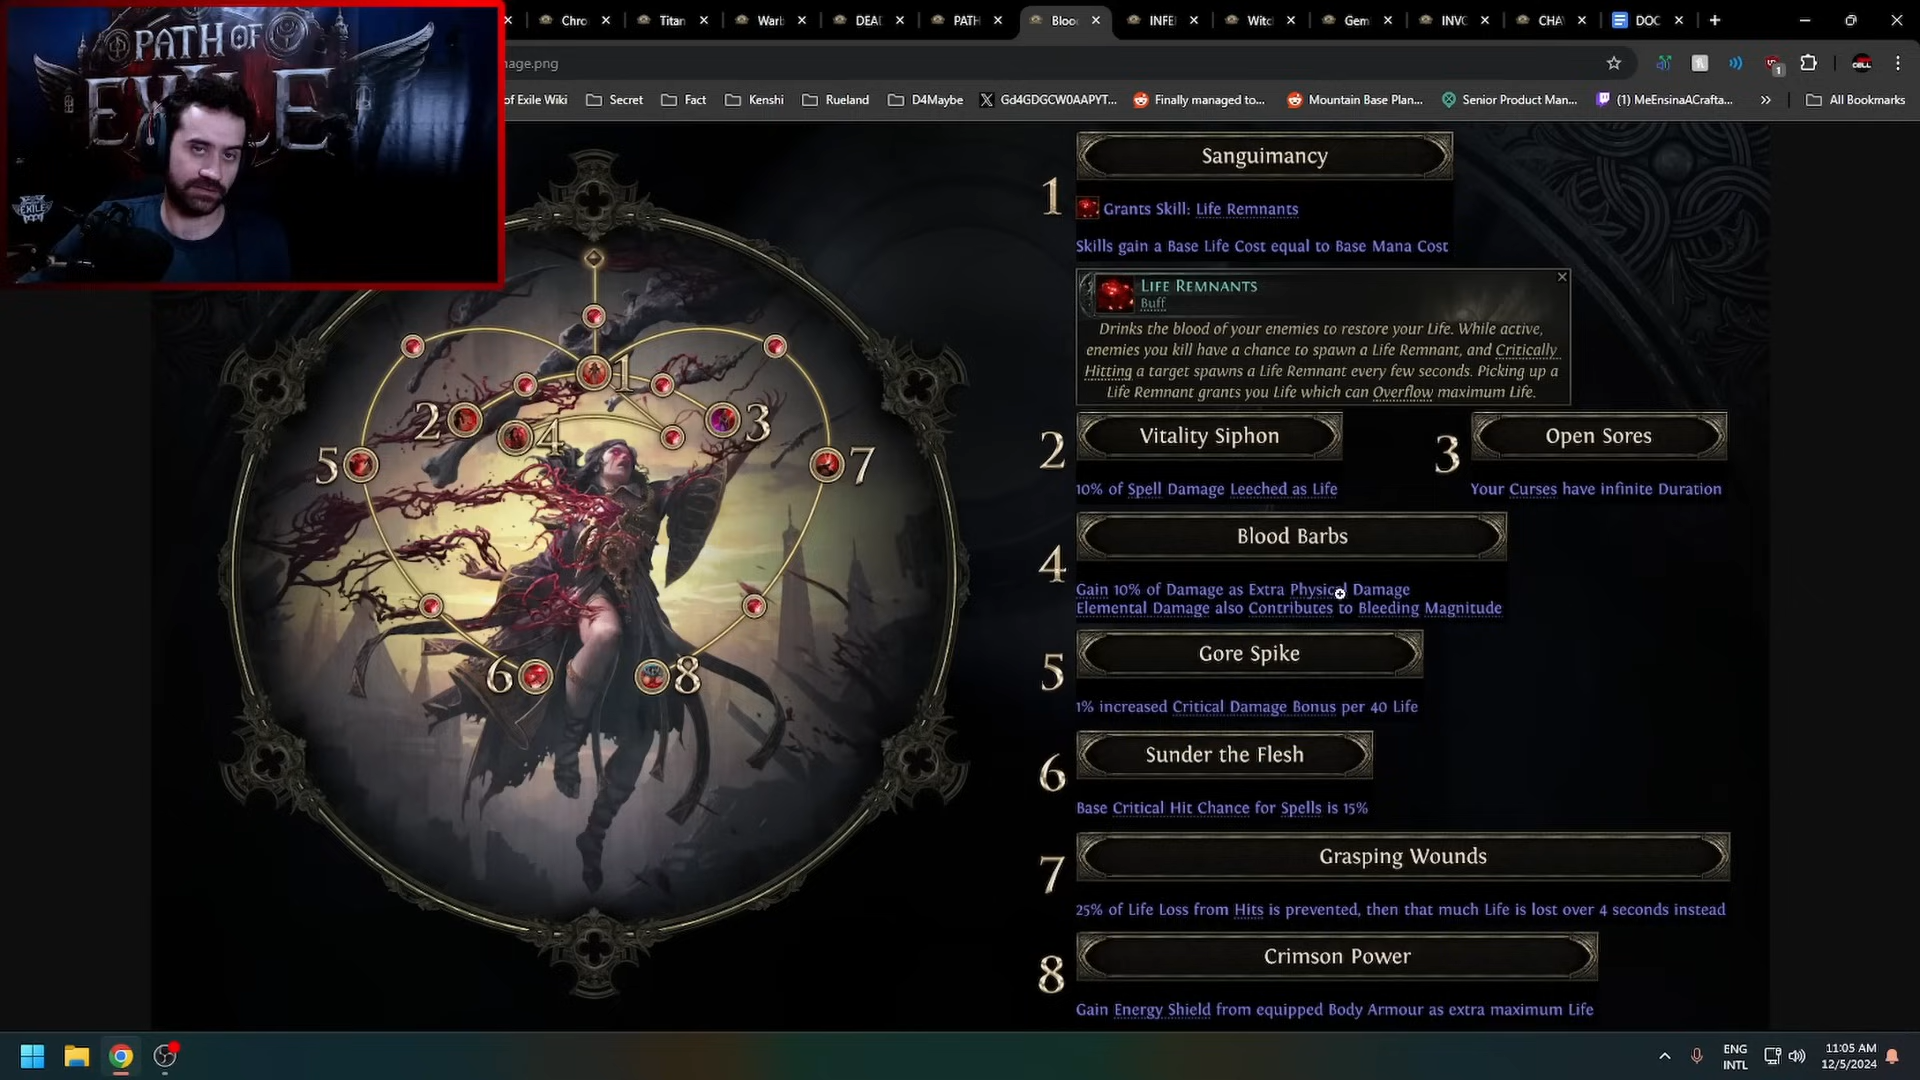 PATH OF
EXILE
Chro
Titan
Warb
DEAD
PATH
Bloo
INFE
Witc
Gem
INVO
CHA
DOC
nage.png
1
CELL
of Exile Wiki
Secret
Fact
Kenshi
Rueland
D4Maybe
Gd4GDGCW0AAPYT...
Finally managed to...
Mountain Base Plan...
Senior Product Man...
(1) MeEnsinaACrafta...
All Bookmarks
1
2
3
4
5
6
7
8
1
Sanguimancy
Grants Skill: Life Remnants
Skills gain a Base Life Cost equal to Base Mana Cost
LIFE REMNANTS
Buff
Drinks the blood of your enemies to restore your Life. While active,
enemies you kill have a chance to spawn a Life Remnant, and Critically
Hitting a target spawns a Life Remnant every few seconds. Picking up a
Life Remnant grants you Life which can Overflow maximum Life.
2
Vitality Siphon
10% of Spell Damage Leeched as Life
3
Open Sores
Your Curses have infinite Duration
4
Blood Barbs
Gain 10% of Damage as Extra Physical Damage
Elemental Damage also Contributes to Bleeding Magnitude
5
Gore Spike
1% increased Critical Damage Bonus per 40 Life
6
Sunder the Flesh
Base Critical Hit Chance for Spells is 15%
7
Grasping Wounds
25% of Life Loss from Hits is prevented, then that much Life is lost over 4 seconds instead
8
Crimson Power
Gain Energy Shield from equipped Body Armour as extra maximum Life
ENG
INTL
11:05 AM
12/5/2024